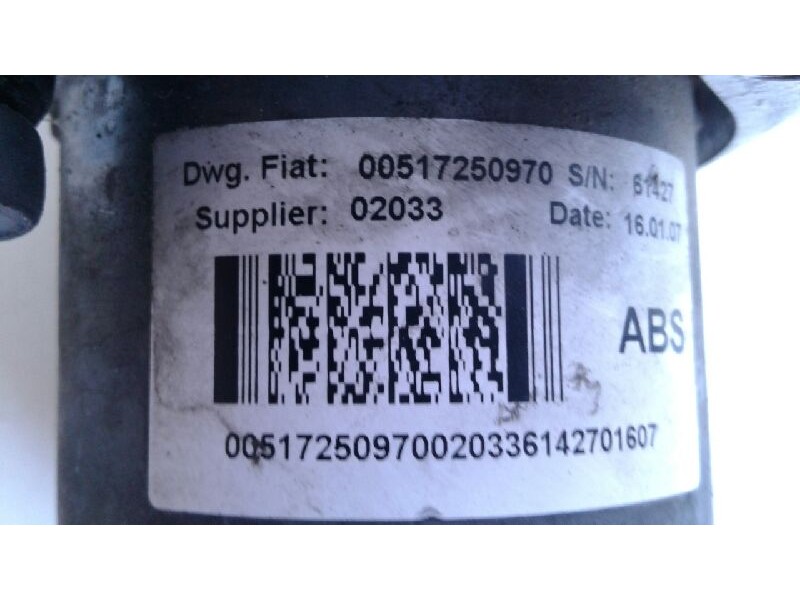 Dwg. Fiat: 00517250970 S/N: 61427
Supplier: 02033 Date: 16.01.07
ABS
00517250970020336142701607